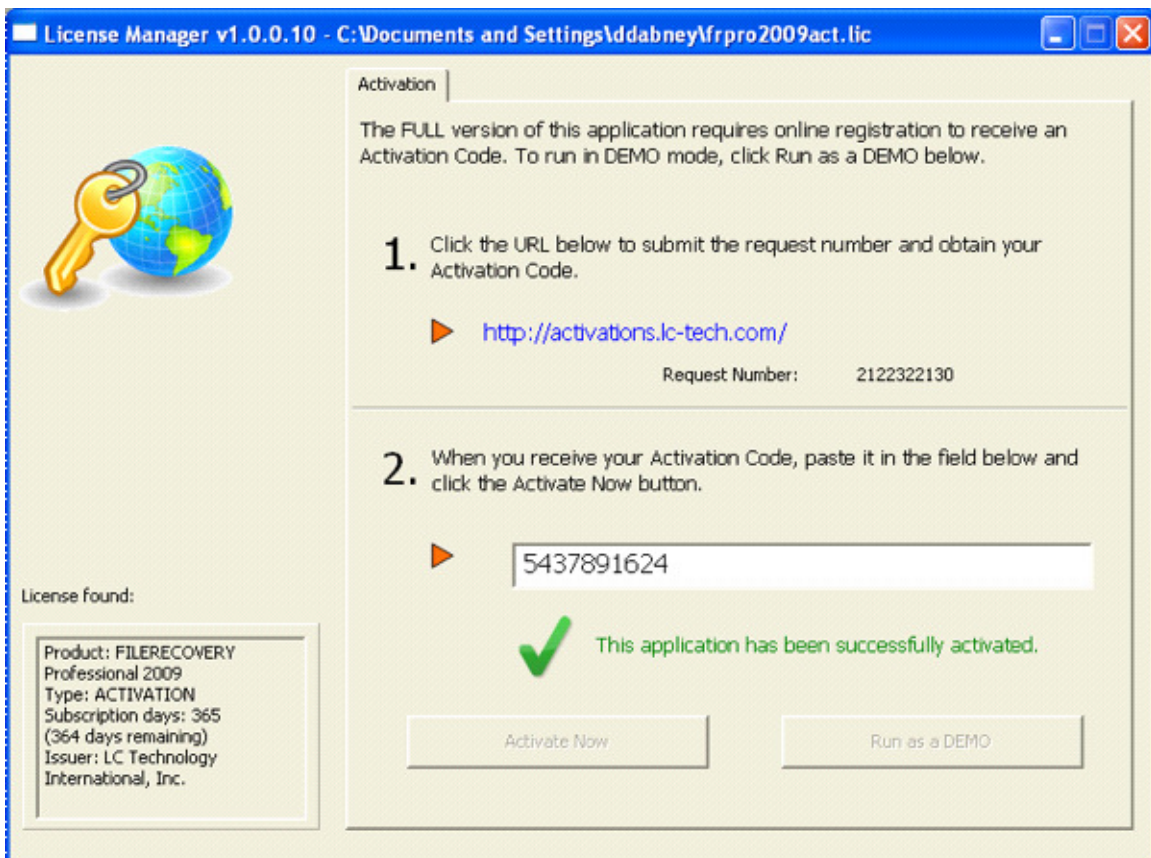 License Manager v1.0.0.10 - C:\Documents and Settings\ddabney\frpro2009act.lic
Activation
The FULL version of this application requires online registration to receive an
Activation Code. To run in DEMO mode, click Run as a DEMO below.
1. Click the URL below to submit the request number and obtain your
Activation Code.
http://activations.lc-tech.com/
Request Number: 2122322130
2. When you receive your Activation Code, paste it in the field below and
click the Activate Now button.
5437891624
This application has been successfully activated.
Activate Now
Run as a DEMO
License found:
Product: FILERECOVERY
Professional 2009
Type: ACTIVATION
Subscription days: 365
(364 days remaining)
Issuer: LC Technology
International, Inc.